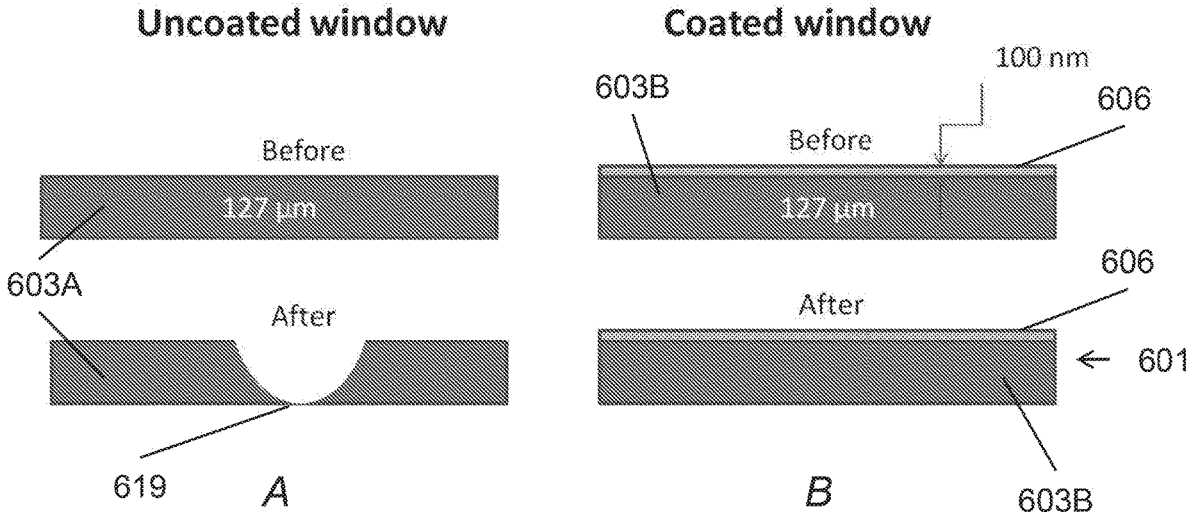 Uncoated window
Coated window
100 nm
603B
606
Before
Before
127 µm
127 µm
603A
606
After
After
601
619
A
B
603B